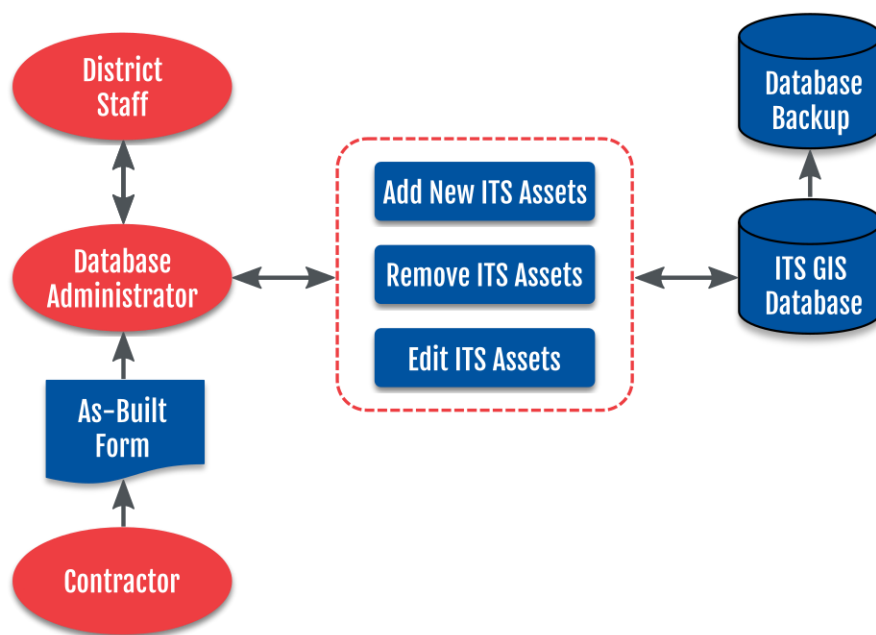 District
Staff
Database
Administrator
As-Built
Form
Contractor
Add New ITS Assets
Remove ITS Assets
Edit ITS Assets
Database
Backup
ITS GIS
Database